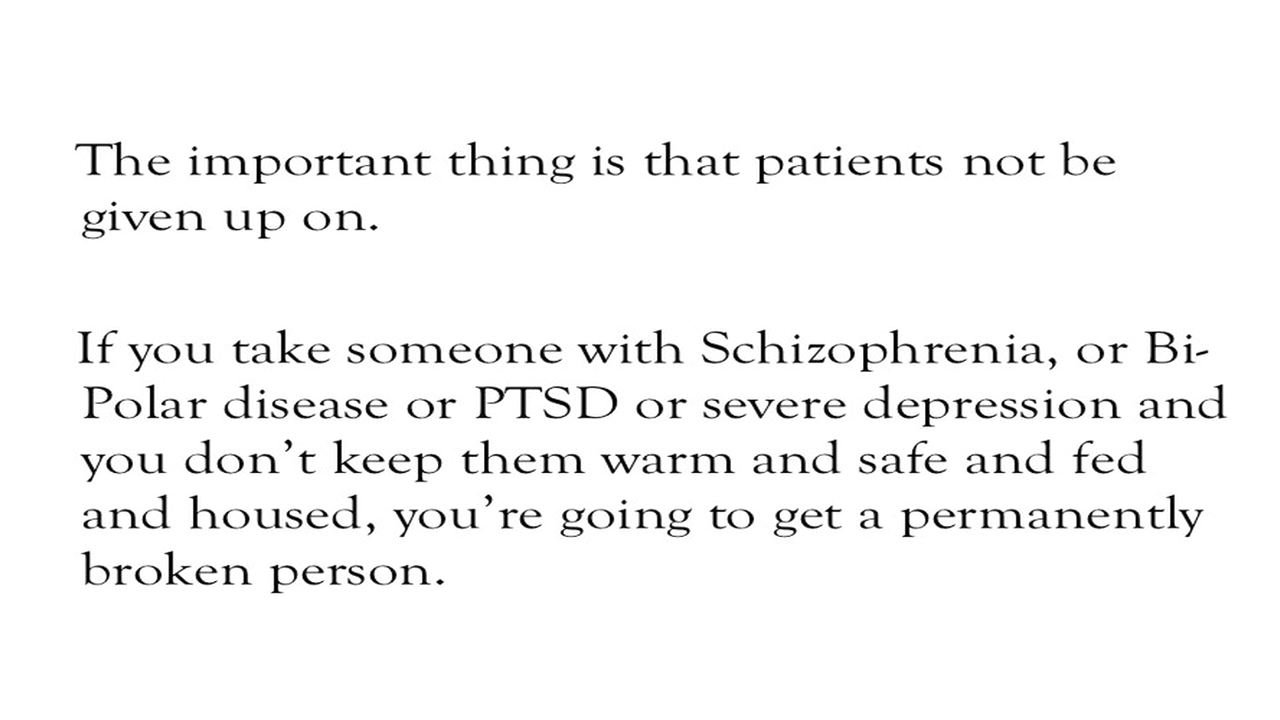 The important thing is that patients not be
given up on.
If you take someone with Schizophrenia, or Bi-
Polar disease or PTSD or severe depression and
you don’t keep them warm and safe and fed
and housed, you’re going to get a permanently
broken person.